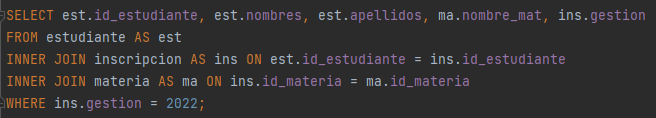 SELECT est.id_estudiante, est.nombres, est.apellidos, ma.nombre_mat, ins.gestion
FROM estudiante AS est
INNER JOIN inscripcion AS ins ON est.id_estudiante = ins.id_estudiante
INNER JOIN materia AS ma ON ins.id_materia = ma.id_materia
WHERE ins.gestion = 2022;